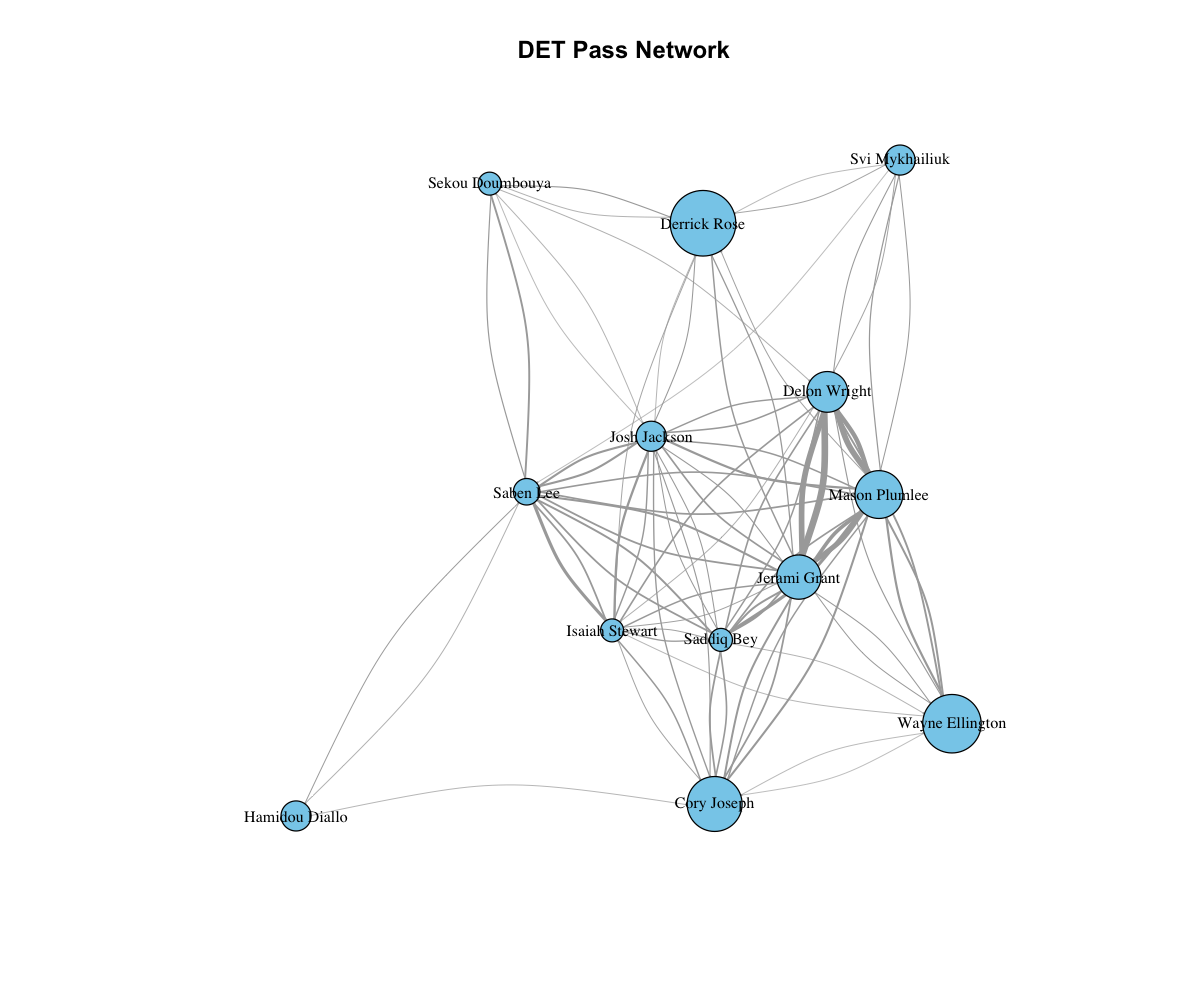 DET Pass Network
Svi Mykhailiuk
Sekou Doumbouya
Derrick Rose
Delon Wright
Josh Jackson
Saben Lee
Mason Plumlee
Jerami Grant
Isaiah Stewart
Saddiq Bey
Wayne Ellington
Cory Joseph
Hamidou Diallo